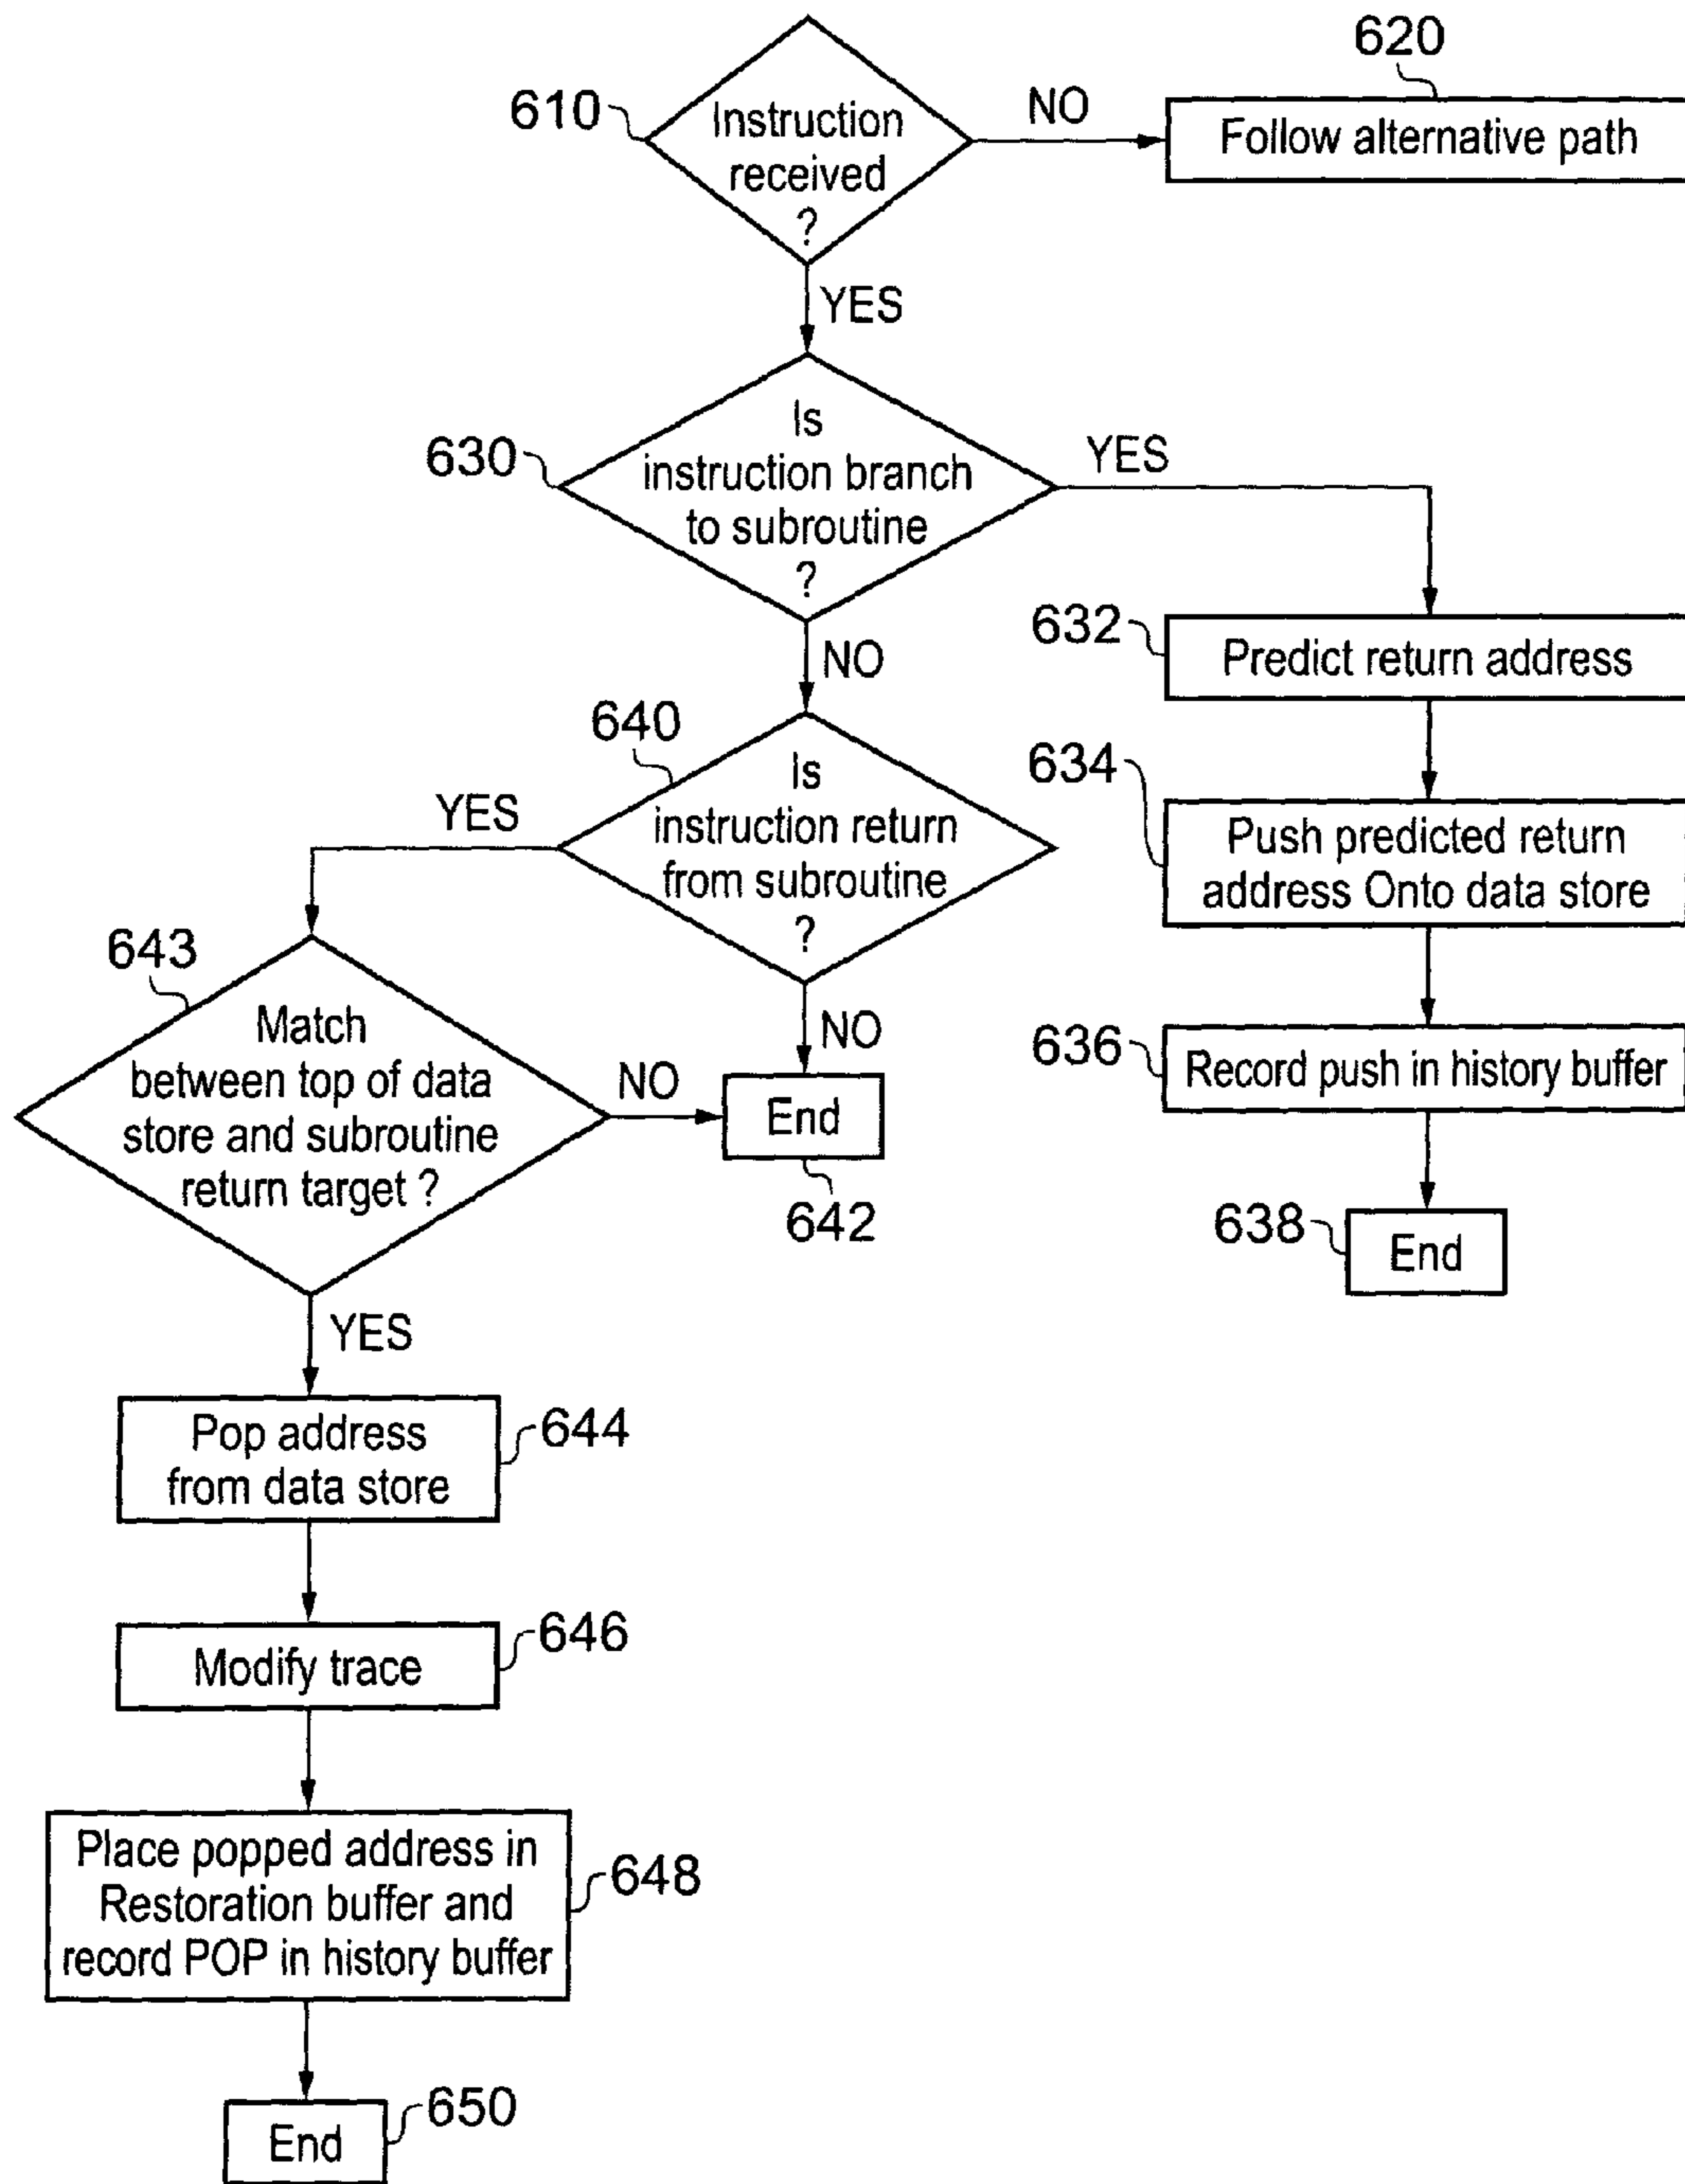 620
610
Instruction
received
?
NO
Follow alternative path
YES
630
Is
instruction branch
to subroutine
?
YES
NO
632
Predict return address
640
Is
instruction return
from subroutine
?
YES
634
Push predicted return
address Onto data store
643
Match
between top of data
store and subroutine
return target ?
NO
NO
End
642
636
Record push in history buffer
638
End
YES
Pop address
from data store
644
Modify trace
646
Place popped address in
Restoration buffer and
record POP in history buffer
648
End
650